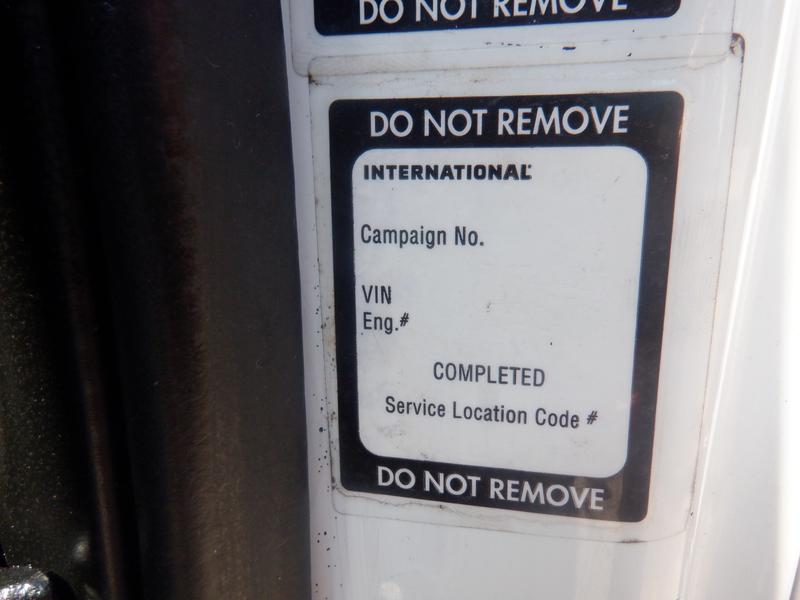 DO NOT REMOVE
DO NOT REMOVE
INTERNATIONAL®
Campaign No.
VIN
Eng.#
COMPLETED
Service Location Code #
DO NOT REMOVE